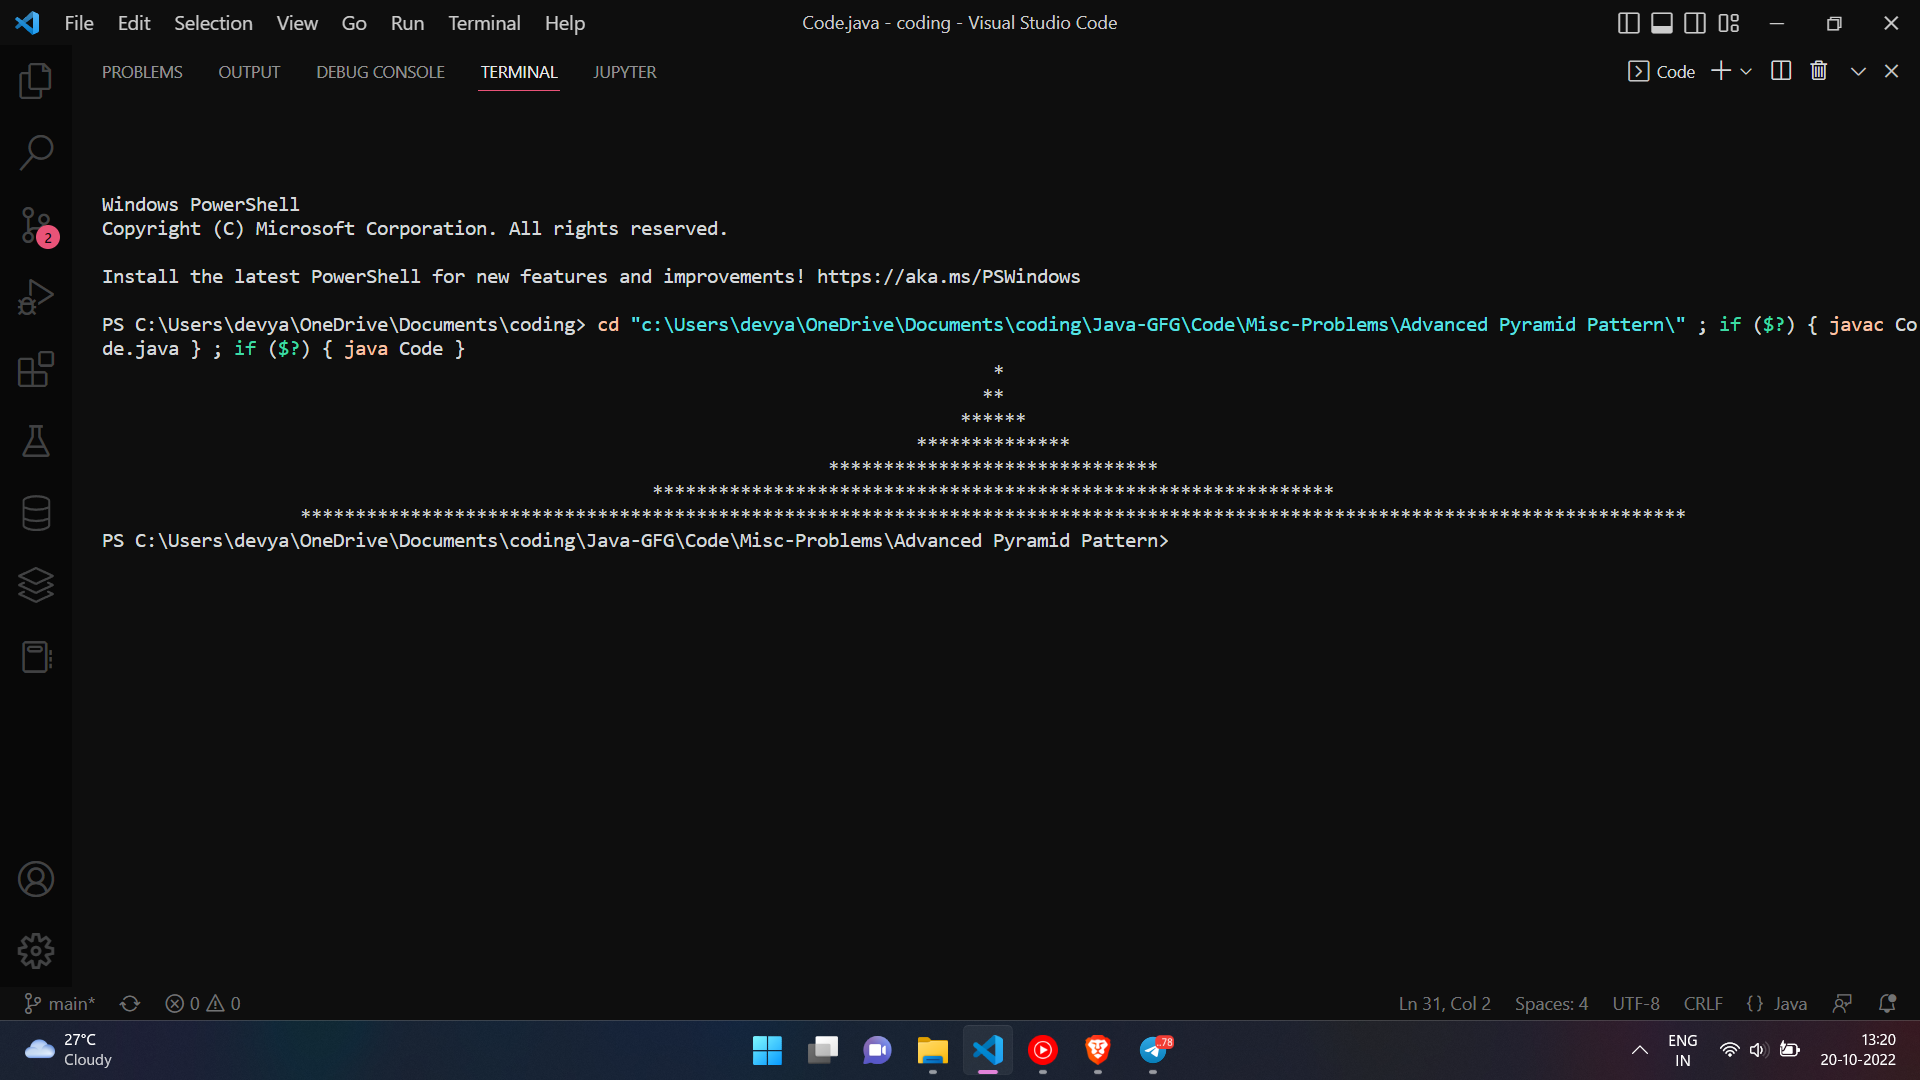 File Edit Selection View Go Run Terminal Help Code.java - coding - Visual Studio Code
PROBLEMS OUTPUT DEBUG CONSOLE TERMINAL JUPYTER Code
2
Windows PowerShell
Copyright (C) Microsoft Corporation. All rights reserved.
Install the latest PowerShell for new features and improvements! https://aka.ms/PSWindows
PS C:\Users\devya\OneDrive\Documents\coding> cd "c:\Users\devya\OneDrive\Documents\coding\Java-GFG\Code\Misc-Problems\Advanced Pyramid Pattern\" ; if ($?) { javac Co
de.java } ; if ($?) { java Code }
*
**
******
**************
******************************
**************************************************************
******************************************************************************************************************************
PS C:\Users\devya\OneDrive\Documents\coding\Java-GFG\Code\Misc-Problems\Advanced Pyramid Pattern>
main* 0 0 Ln 31, Col 2 Spaces: 4 UTF-8 CRLF {} Java
27°C
Cloudy
..78
ENG
IN
13:20
20-10-2022